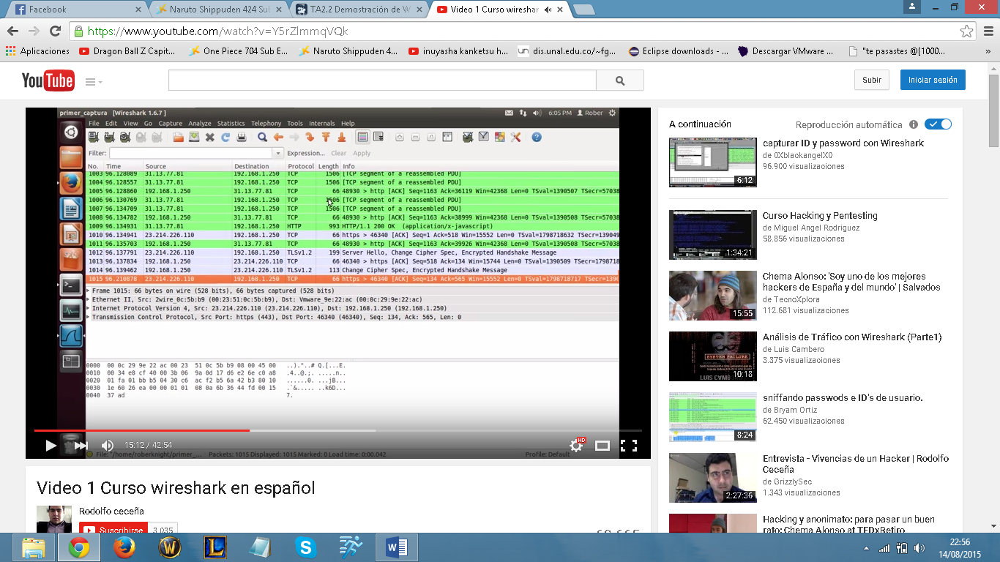 Facebook
Naruto Shippuden 424 Sub
TA2.2 Demostración de W
Video 1 Curso wireshar
https://www.youtube.com/watch?v=Y5rZlmmqVQk
Aplicaciones
Dragon Ball Z Capit...
One Piece 704 Sub E...
Naruto Shippuden 4...
inuyasha kanketsu h...
dis.unal.edu.co/~fg...
Eclipse downloads - ...
Descargar VMware ...
"te pasastes @[1000...
»
YouTube
Subir
Iniciar sesión
primer_captura [Wireshark 1.6.7 ]
6:05 PM Rober
File Edit View Go Capture Analyze Statistics Telephony Tools Internals Help
Filter: Expression... Clear Apply
No. Time Source Destination Protocol Length Info
1003 96.128089 31.13.77.81 192.168.1.250 TCP 1506 [TCP segment of a reassembled PDU]
1004 96.128557 31.13.77.81 192.168.1.250 TCP 1506 [TCP segment of a reassembled PDU]
1005 96.128860 192.168.1.250 31.13.77.81 TCP 66 48930 > http [ACK] Seq=1163 Ack=36119 Win=42368 Len=0 TSval=1390507 TSecr=57038
1006 96.130769 31.13.77.81 192.168.1.250 TCP 1506 [TCP segment of a reassembled PDU]
1007 96.134709 31.13.77.81 192.168.1.250 TCP 1506 [TCP segment of a reassembled PDU]
1008 96.134782 192.168.1.250 31.13.77.81 TCP 66 48930 > http [ACK] Seq=1163 Ack=38999 Win=42368 Len=0 TSval=1390508 TSecr=57038
1009 96.134931 31.13.77.81 192.168.1.250 HTTP 993 HTTP/1.1 200 OK (application/x-javascript)
1010 96.134941 23.214.226.110 192.168.1.250 TCP 66 https > 46340 [ACK] Seq=1 Ack=518 Win=15552 Len=0 TSval=1798718632 TSecr=139049
1011 96.135703 192.168.1.250 31.13.77.81 TCP 66 48930 > http [ACK] Seq=1163 Ack=39926 Win=42368 Len=0 TSval=1390508 TSecr=57038
1012 96.137791 23.214.226.110 192.168.1.250 TLSv1.2 199 Server Hello, Change Cipher Spec, Encrypted Handshake Message
1013 96.137834 192.168.1.250 23.214.226.110 TCP 66 46340 > https [ACK] Seq=518 Ack=134 Win=15744 Len=0 TSval=1390509 TSecr=1798718
1014 96.139462 192.168.1.250 23.214.226.110 TLSv1.2 113 Change Cipher Spec, Encrypted Handshake Message
1015 96.210878 23.214.226.110 192.168.1.250 TCP 66 https > 46340 [ACK] Seq=134 Ack=565 Win=15552 Len=0 TSval=1798718717 TSecr=1390
Frame 1015: 66 bytes on wire (528 bits), 66 bytes captured (528 bits)
Ethernet II, Src: 2wire_0c:5b:b9 (00:23:51:0c:5b:b9), Dst: Vmware_9e:22:ac (00:0c:29:9e:22:ac)
Internet Protocol Version 4, Src: 23.214.226.110 (23.214.226.110), Dst: 192.168.1.250 (192.168.1.250)
Transmission Control Protocol, Src Port: https (443), Dst Port: 46340 (46340), Seq: 134, Ack: 565, Len: 0
0000 00 0c 29 9e 22 ac 00 23 51 0c 5b b9 08 00 45 00 ..)."..# Q.[...E.
0010 00 34 e8 cf 40 00 3b 06 9a 0d 17 d6 e2 6e c0 a8 .4..@.;. .....n..
0020 01 fa 01 bb b5 04 30 c6 ac f2 b5 6a 42 b3 80 10 ......0. ...jB...
0030 1e 60 26 ea 00 00 01 01 08 0a 6b 36 44 fd 00 15 .`&..... ..k6D...
0040 37 ad 7.
15:12 / 42:54
HD
File: "/home/roberknight/primer_... Packets: 1015 Displayed: 1015 Marked: 0 Load time: 0:00.042 Profile: Default
Video 1 Curso wireshark en español
Rodolfo ceceña
Suscribirse 3.035
A continuación
Reproducción automática
capturar ID y password con Wireshark
de 0XblackangelX0
96.900 visualizaciones
6:12
Curso Hacking y Pentesting
de Miguel Angel Rodriguez
58.856 visualizaciones
1:34:21
Chema Alonso: 'Soy uno de los mejores
hackers de España y del mundo' | Salvados
de TecnoXplora
112.681 visualizaciones
15:55
Análisis de Tráfico con Wireshark (Parte1)
de Luis Cambero
3.375 visualizaciones
SYSTEM FAILURE
LUIS CAMBERO
10:18
sniffando passwods e ID's de usuario.
de Bryam Ortiz
62.450 visualizaciones
8:24
Entrevista - Vivencias de un Hacker | Rodolfo
Ceceña
de GrizzlySec
1.343 visualizaciones
2:27:36
Hacking y anonimato: para pasar un buen
rato: Chema Alonso at TEDxRetiro
22:56
14/08/2015